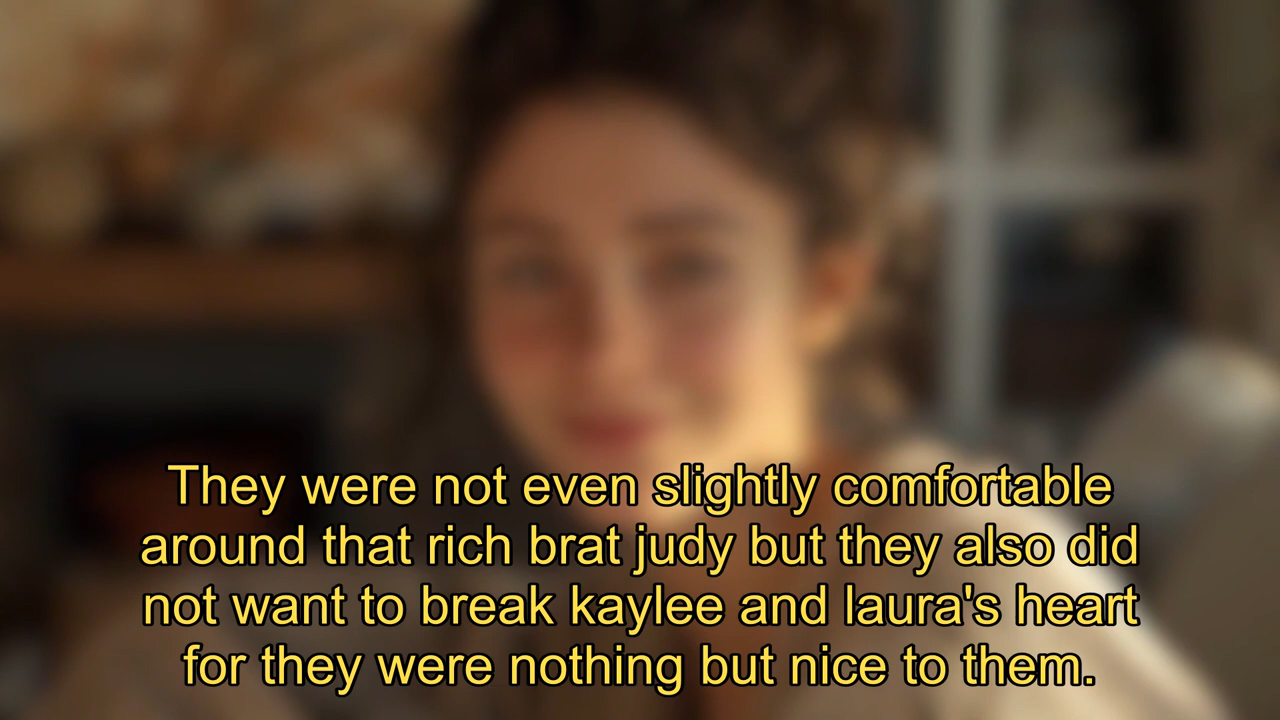 They were not even slightly comfortable
around that rich brat judy but they also did
not want to break kaylee and laura's heart
for they were nothing but nice to them.